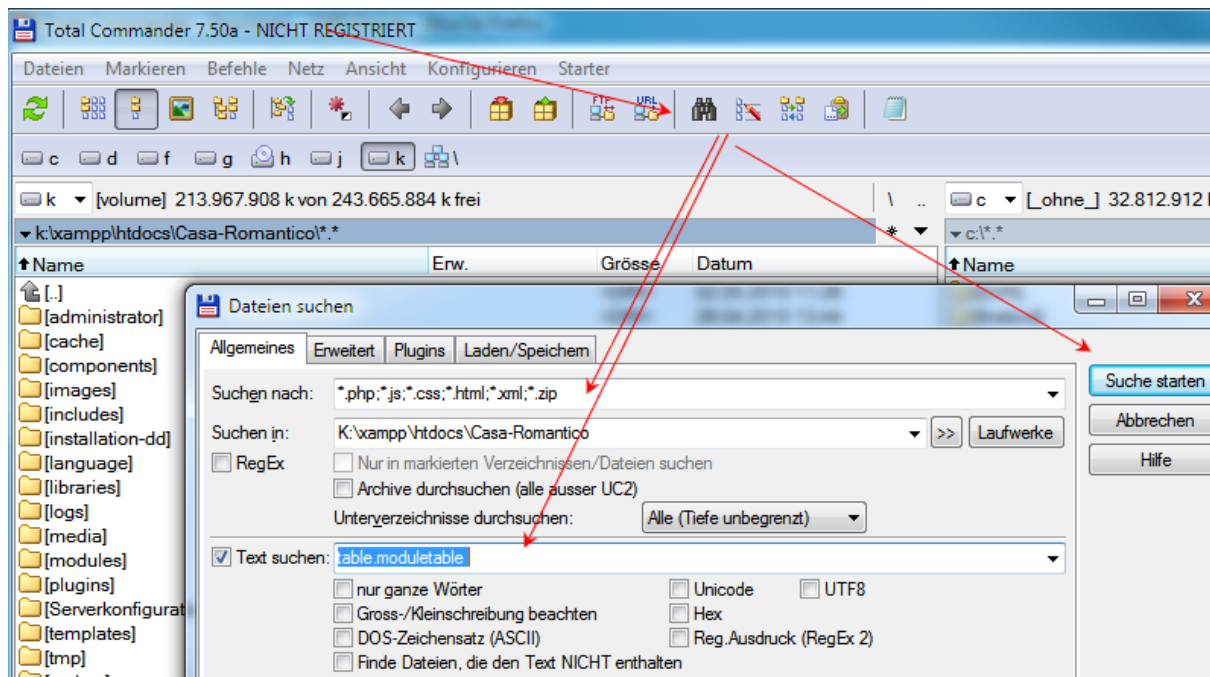 Total Commander 7.50a - NICHT REGISTRIERT
Dateien Markieren Befehle Netz Ansicht Konfigurieren Starter
FTP URL
c d f g h j k \
k [volume] 213.967.908 k von 243.665.884 k frei \ .. c [_ohne_] 32.812.912
k:\xampp\htdocs\Casa-Romantico\*.* * c:\*.*
Name Erw. Grösse Datum Name
[..]
Dateien suchen
[administrator]
[cache]
[components]
[images]
[includes]
[installation-dd]
[language]
[libraries]
[logs]
[media]
[modules]
[plugins]
[Serverkonfigurat
[templates]
[tmp]
Allgemeines Erweitert Plugins Laden/Speichern
Suchen nach: *.php;*.js;*.css;*.html;*.xml;*.zip
Suchen in: K:\xampp\htdocs\Casa-Romantico >> Laufwerke
RegEx Nur in markierten Verzeichnissen/Dateien suchen
Archive durchsuchen (alle ausser UC2)
Unterverzeichnisse durchsuchen: Alle (Tiefe unbegrenzt)
Text suchen: table.moduletable
nur ganze Wörter Unicode UTF8
Gross-/Kleinschreibung beachten Hex
DOS-Zeichensatz (ASCII) Reg.Ausdruck (RegEx 2)
Finde Dateien, die den Text NICHT enthalten
Suche starten
Abbrechen
Hilfe